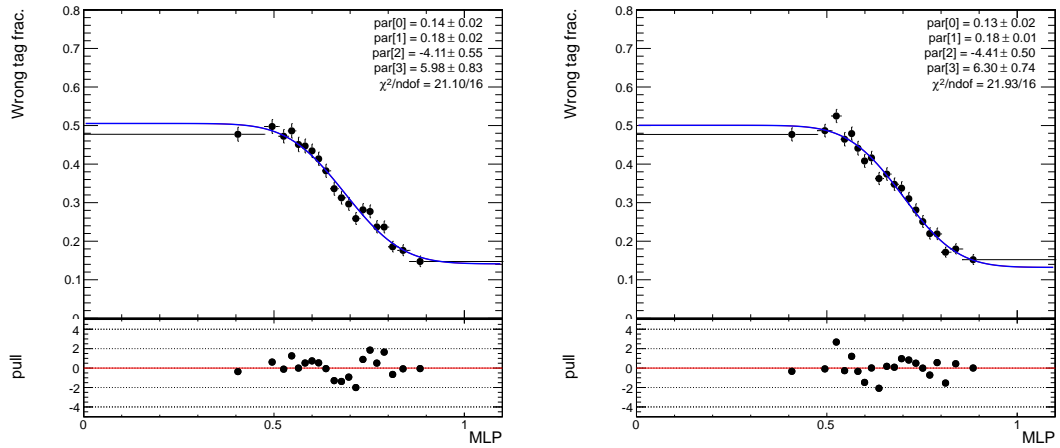 Wrong tag frac.
0.8
0.7
0.6
0.5
0.4
0.3
0.2
0.1
0
par[0] = 0.14 ± 0.02
par[1] = 0.18 ± 0.02
par[2] = -4.11 ± 0.55
par[3] = 5.98 ± 0.83
χ²/ndof = 21.10/16
pull
4
2
0
-2
-4
0
0.5
1
MLP
Wrong tag frac.
0.8
0.7
0.6
0.5
0.4
0.3
0.2
0.1
0
par[0] = 0.13 ± 0.02
par[1] = 0.18 ± 0.01
par[2] = -4.41 ± 0.50
par[3] = 6.30 ± 0.74
χ²/ndof = 21.93/16
pull
4
2
0
-2
-4
0
0.5
1
MLP